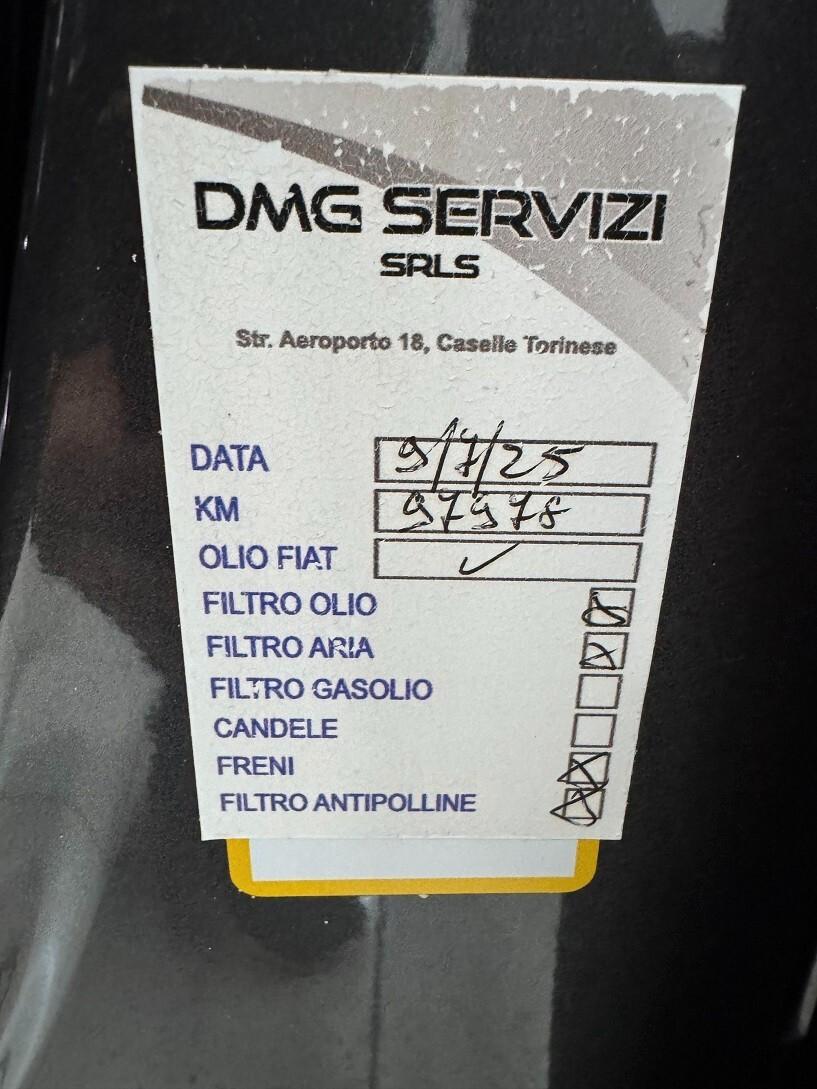 DMG SERVIZI
SRLS
Str. Aeroporto 18, Caselle Torinese
DATA 9/7/25
KM 97978
OLIO FIAT ✓
FILTRO OLIO ☒
FILTRO ARIA ☒
FILTRO GASOLIO ☐
CANDELE ☐
FRENI ☒
FILTRO ANTIPOLLINE ☒